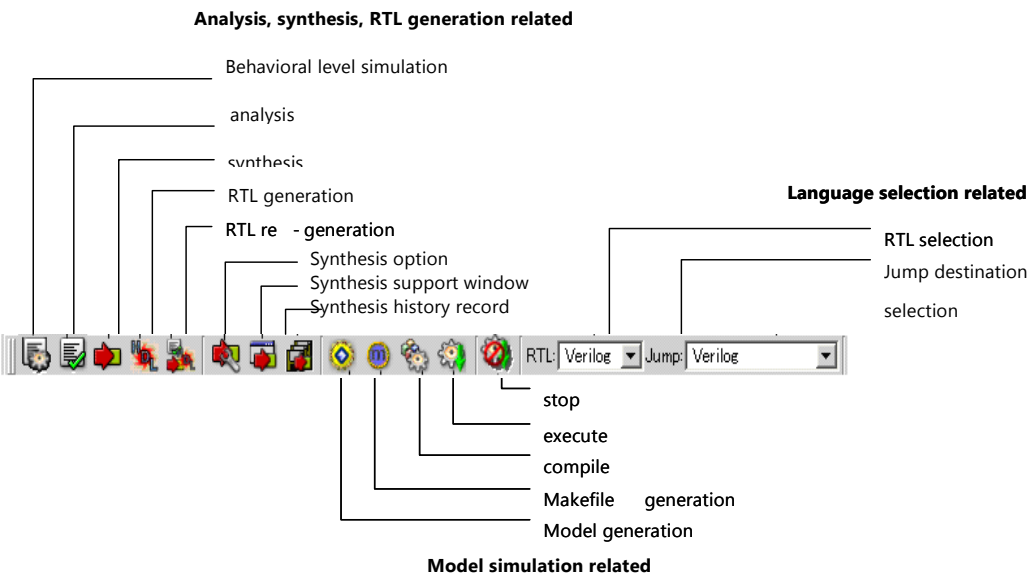 Analysis, synthesis, RTL generation related
Behavioral level simulation
analysis
synthesis
RTL generation
Language selection related
RTL re - generation
RTL selection
Synthesis option
Jump destination
Synthesis support window
selection
Synthesis history record
RTL: Verilog Jump: Verilog
stop
execute
compile
Makefile generation
Model generation
Model simulation related